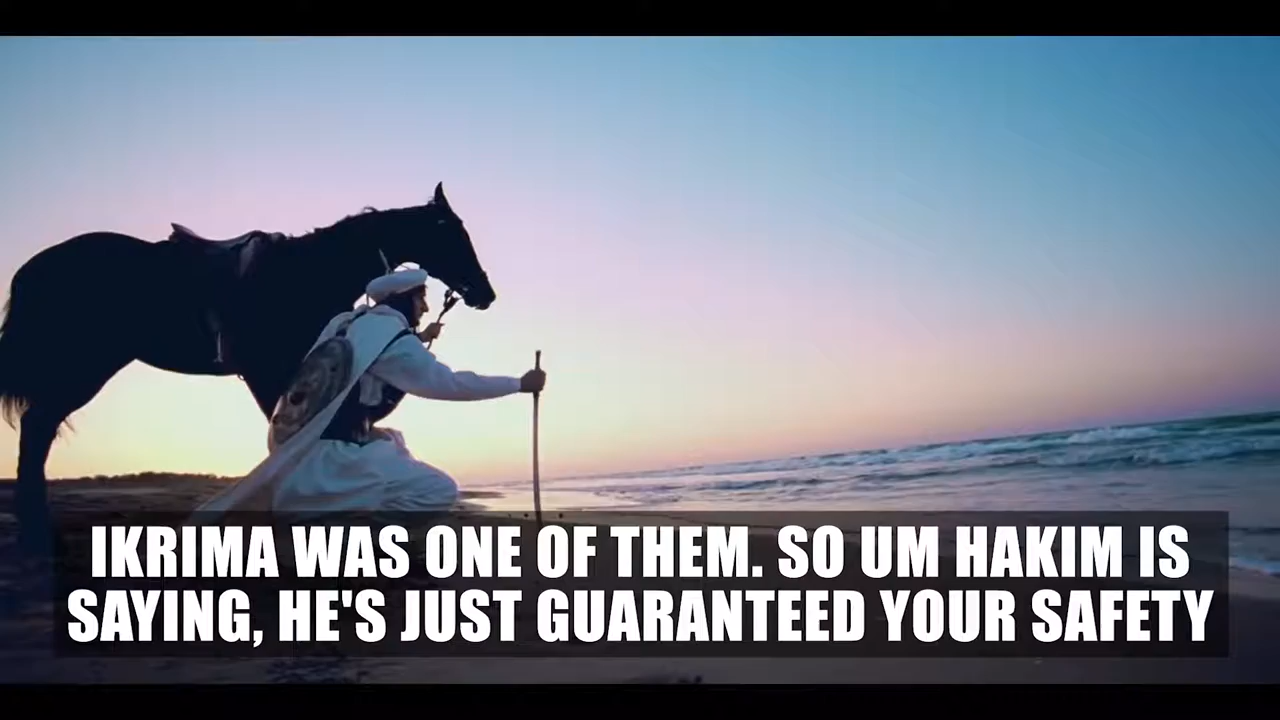 IKRIMA WAS ONE OF THEM. SO UM HAKIM IS
SAYING, HE'S JUST GUARANTEED YOUR SAFETY